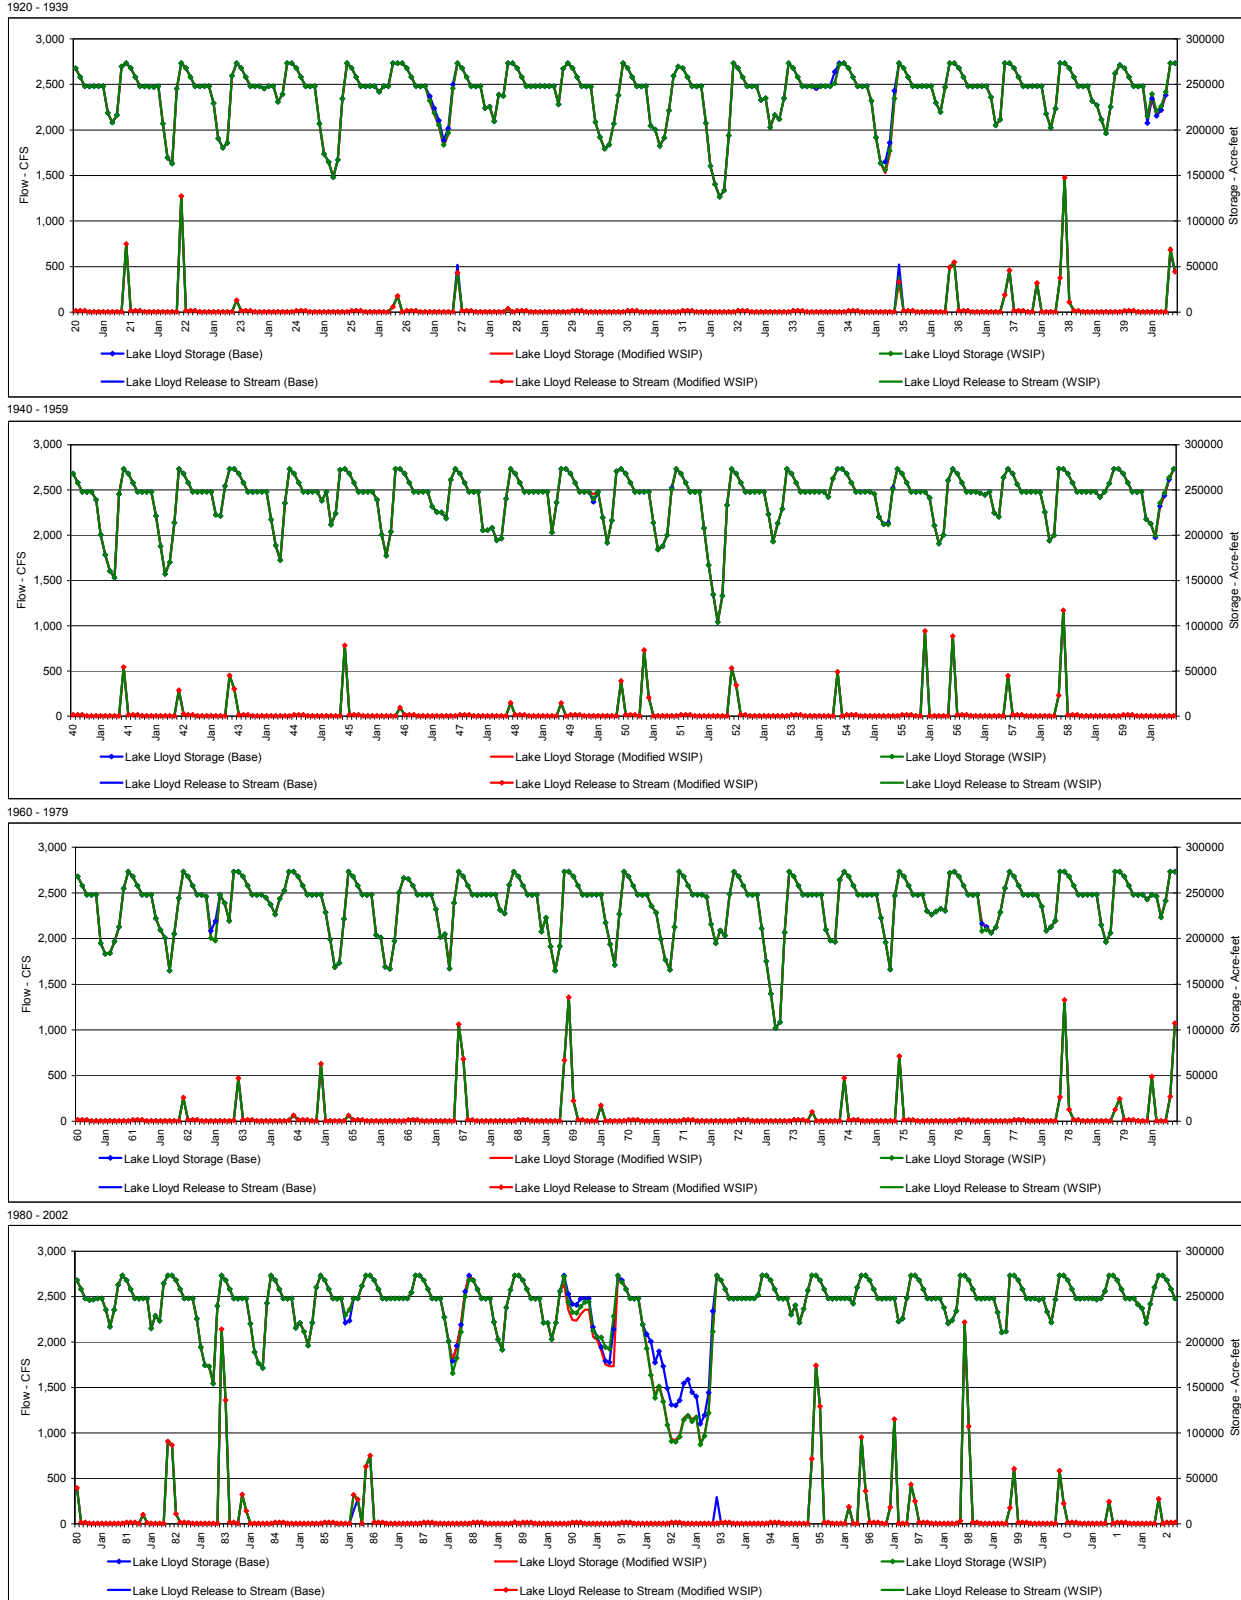 1920 - 1939
3,000 2,500 2,000 1,500 1,000 500 0
Flow - CFS
300000 250000 200000 150000 100000 50000 0
Storage - Acre-feet
20 Jan 21 Jan 22 Jan 23 Jan 24 Jan 25 Jan 26 Jan 27 Jan 28 Jan 29 Jan 30 Jan 31 Jan 32 Jan 33 Jan 34 Jan 35 Jan 36 Jan 37 Jan 38 Jan 39 Jan
Lake Lloyd Storage (Base) Lake Lloyd Storage (Modified WSIP) Lake Lloyd Storage (WSIP)
Lake Lloyd Release to Stream (Base) Lake Lloyd Release to Stream (Modified WSIP) Lake Lloyd Release to Stream (WSIP)
1940 - 1959
3,000 2,500 2,000 1,500 1,000 500 0
Flow - CFS
300000 250000 200000 150000 100000 50000 0
Storage - Acre-feet
40 Jan 41 Jan 42 Jan 43 Jan 44 Jan 45 Jan 46 Jan 47 Jan 48 Jan 49 Jan 50 Jan 51 Jan 52 Jan 53 Jan 54 Jan 55 Jan 56 Jan 57 Jan 58 Jan 59 Jan
Lake Lloyd Storage (Base) Lake Lloyd Storage (Modified WSIP) Lake Lloyd Storage (WSIP)
Lake Lloyd Release to Stream (Base) Lake Lloyd Release to Stream (Modified WSIP) Lake Lloyd Release to Stream (WSIP)
1960 - 1979
3,000 2,500 2,000 1,500 1,000 500 0
Flow - CFS
300000 250000 200000 150000 100000 50000 0
Storage - Acre-feet
60 Jan 61 Jan 62 Jan 63 Jan 64 Jan 65 Jan 66 Jan 67 Jan 68 Jan 69 Jan 70 Jan 71 Jan 72 Jan 73 Jan 74 Jan 75 Jan 76 Jan 77 Jan 78 Jan 79 Jan
Lake Lloyd Storage (Base) Lake Lloyd Storage (Modified WSIP) Lake Lloyd Storage (WSIP)
Lake Lloyd Release to Stream (Base) Lake Lloyd Release to Stream (Modified WSIP) Lake Lloyd Release to Stream (WSIP)
1980 - 2002
3,000 2,500 2,000 1,500 1,000 500 0
Flow - CFS
300000 250000 200000 150000 100000 50000 0
Storage - Acre-feet
80 Jan 81 Jan 82 Jan 83 Jan 84 Jan 85 Jan 86 Jan 87 Jan 88 Jan 89 Jan 90 Jan 91 Jan 92 Jan 93 Jan 94 Jan 95 Jan 96 Jan 97 Jan 98 Jan 99 Jan 0 Jan 1 Jan 2
Lake Lloyd Storage (Base) Lake Lloyd Storage (Modified WSIP) Lake Lloyd Storage (WSIP)
Lake Lloyd Release to Stream (Base) Lake Lloyd Release to Stream (Modified WSIP) Lake Lloyd Release to Stream (WSIP)